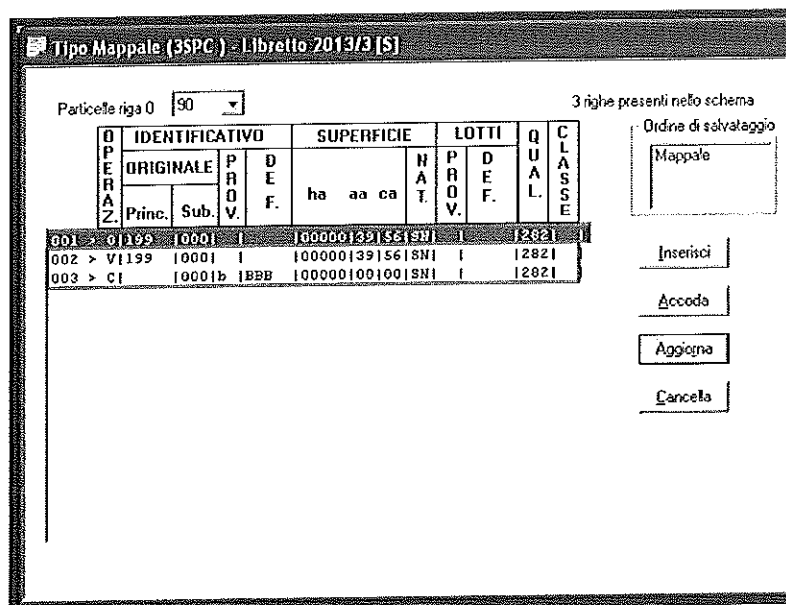 Tipo Mappale (3SPC ) - Libretto 2013/3 [S]
Particelle riga 0 90
3 righe presenti nello schema
Ordine di salvataggio
Mappale
OPERAZ. IDENTIFICATIVO SUPERFICIE LOTTI QUAL. CLASSE
ORIGINALE PROV. DEF. ha aa ca NAT. PROV. DEF.
Princ. Sub.
001 > O|199 |000| | |00000|39|56|SN| | |282| |
002 > V|199 |000| | |00000|39|56|SN| | |282| |
003 > C| |000|b |BBB |00000|00|00|SN| | |282|
Inserisci
Accoda
Aggiorna
Cancella